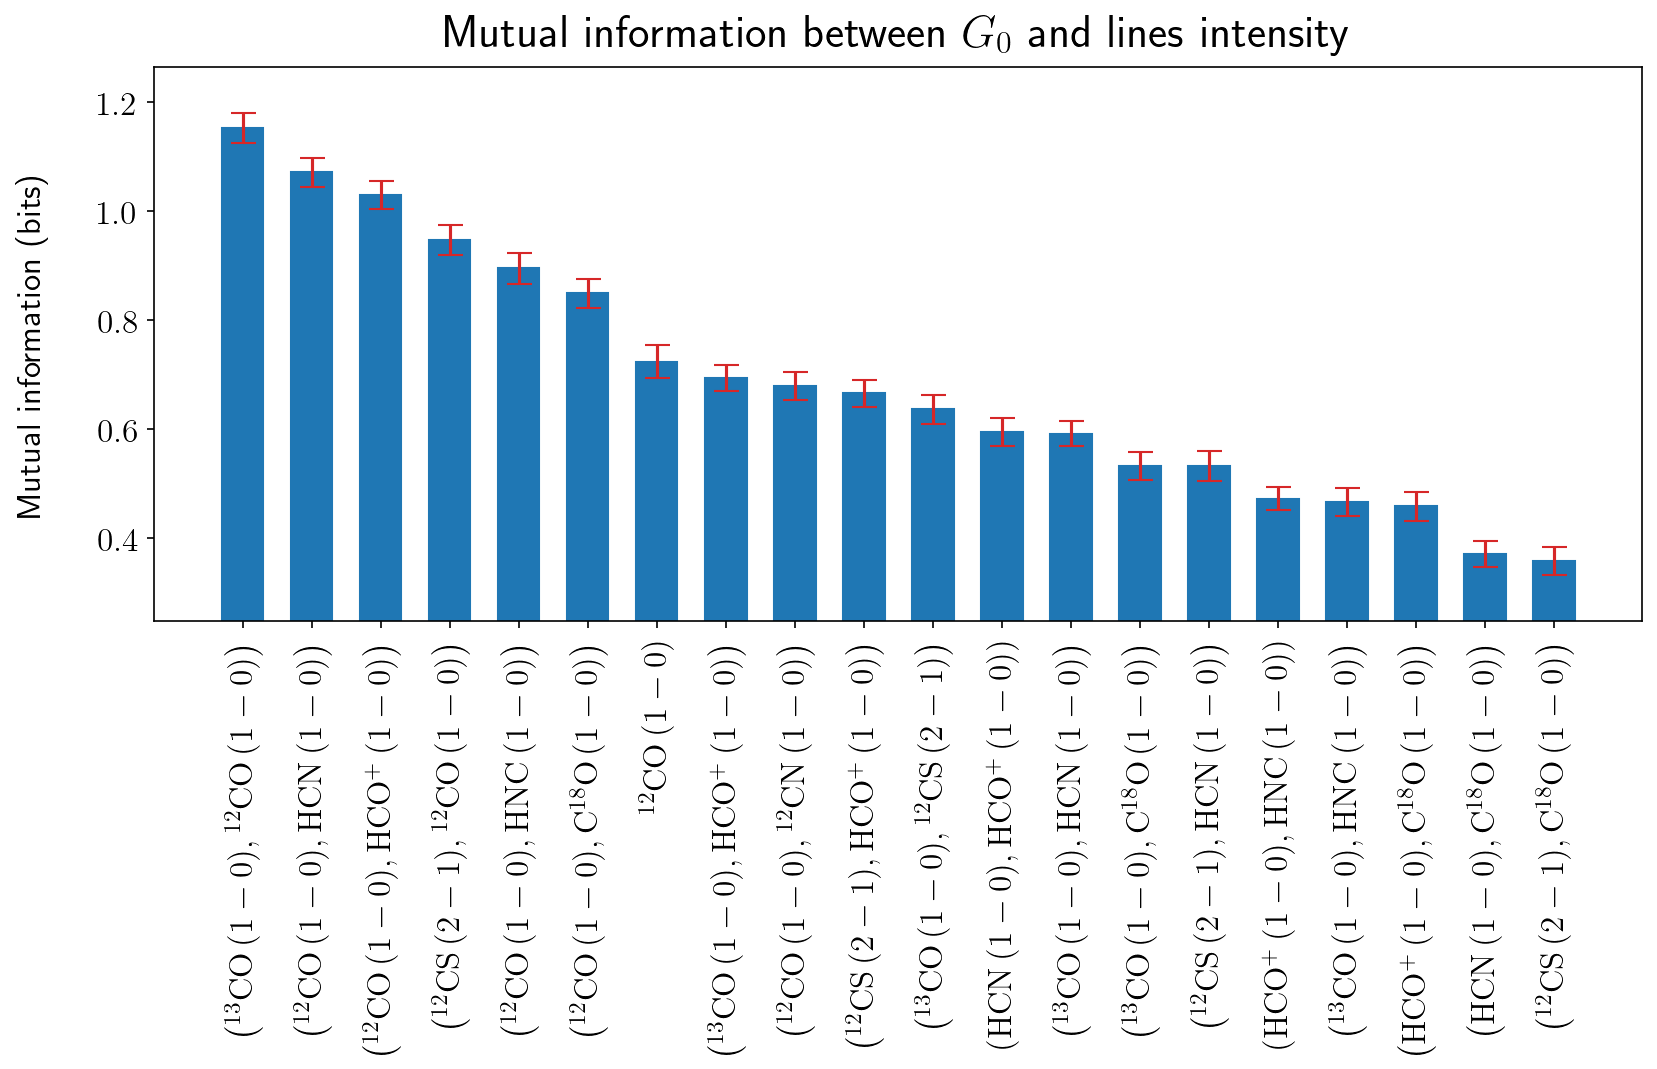 Mutual information between G₀ and lines intensity
Mutual information (bits)
1.2
1.0
0.8
0.6
0.4
(¹³CO (1 − 0), ¹²CO (1 − 0))
(¹²CO (1 − 0), HCN (1 − 0))
(¹²CO (1 − 0), HCO⁺ (1 − 0))
(¹²CS (2 − 1), ¹²CO (1 − 0))
(¹²CO (1 − 0), HNC (1 − 0))
(¹²CO (1 − 0), C¹⁸O (1 − 0))
¹²CO (1 − 0)
(¹³CO (1 − 0), HCO⁺ (1 − 0))
(¹²CO (1 − 0), ¹²CN (1 − 0))
(¹²CS (2 − 1), HCO⁺ (1 − 0))
(¹³CO (1 − 0), ¹²CS (2 − 1))
(HCN (1 − 0), HCO⁺ (1 − 0))
(¹³CO (1 − 0), HCN (1 − 0))
(¹³CO (1 − 0), C¹⁸O (1 − 0))
(¹²CS (2 − 1), HCN (1 − 0))
(HCO⁺ (1 − 0), HNC (1 − 0))
(¹³CO (1 − 0), HNC (1 − 0))
(HCO⁺ (1 − 0), C¹⁸O (1 − 0))
(HCN (1 − 0), C¹⁸O (1 − 0))
(¹²CS (2 − 1), C¹⁸O (1 − 0))